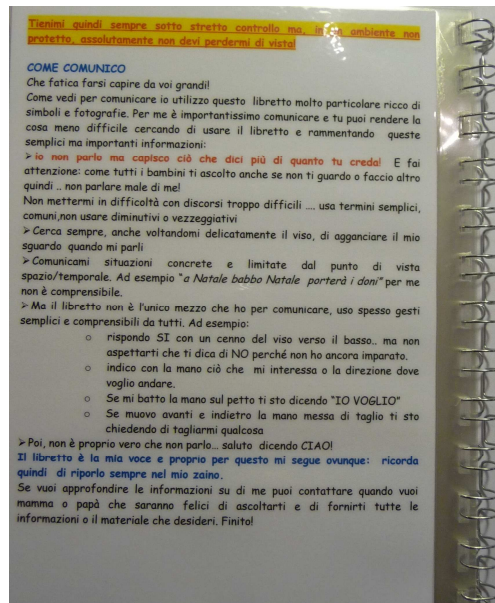 Tienimi quindi sempre sotto stretto controllo ma, in un ambiente non
protetto, assolutamente non devi perdermi di vista!
COME COMUNICO
Che fatica farsi capire da voi grandi!
Come vedi per comunicare io utilizzo questo libretto molto particolare ricco di
simboli e fotografie. Per me è importantissimo comunicare e tu puoi rendere la
cosa meno difficile cercando di usare il libretto e rammentando queste
semplici ma importanti informazioni:
➢ io non parlo ma capisco ciò che dici più di quanto tu creda! E fai
attenzione: come tutti i bambini ti ascolto anche se non ti guardo o faccio altro
quindi .. non parlare male di me!
Non mettermi in difficoltà con discorsi troppo difficili .... usa termini semplici,
comuni,non usare diminutivi o vezzeggiativi
➢ Cerca sempre, anche voltandomi delicatamente il viso, di agganciare il mio
sguardo quando mi parli
➢ Comunicami situazioni concrete e limitate dal punto di vista
spazio/temporale. Ad esempio "a Natale babbo Natale porterà i doni" per me
non è comprensibile.
➢ Ma il libretto non è l'unico mezzo che ho per comunicare, uso spesso gesti
semplici e comprensibili da tutti. Ad esempio:
o rispondo SI con un cenno del viso verso il basso.. ma non
aspettarti che ti dica di NO perché non ho ancora imparato.
o indico con la mano ciò che mi interessa o la direzione dove
voglio andare.
o Se mi batto la mano sul petto ti sto dicendo "IO VOGLIO"
o Se muovo avanti e indietro la mano messa di taglio ti sto
chiedendo di tagliarmi qualcosa
➢ Poi, non è proprio vero che non parlo... saluto dicendo CIAO!
Il libretto è la mia voce e proprio per questo mi segue ovunque: ricorda
quindi di riporlo sempre nel mio zaino.
Se vuoi approfondire le informazioni su di me puoi contattare quando vuoi
mamma o papà che saranno felici di ascoltarti e di fornirti tutte le
informazioni o il materiale che desideri. Finito!